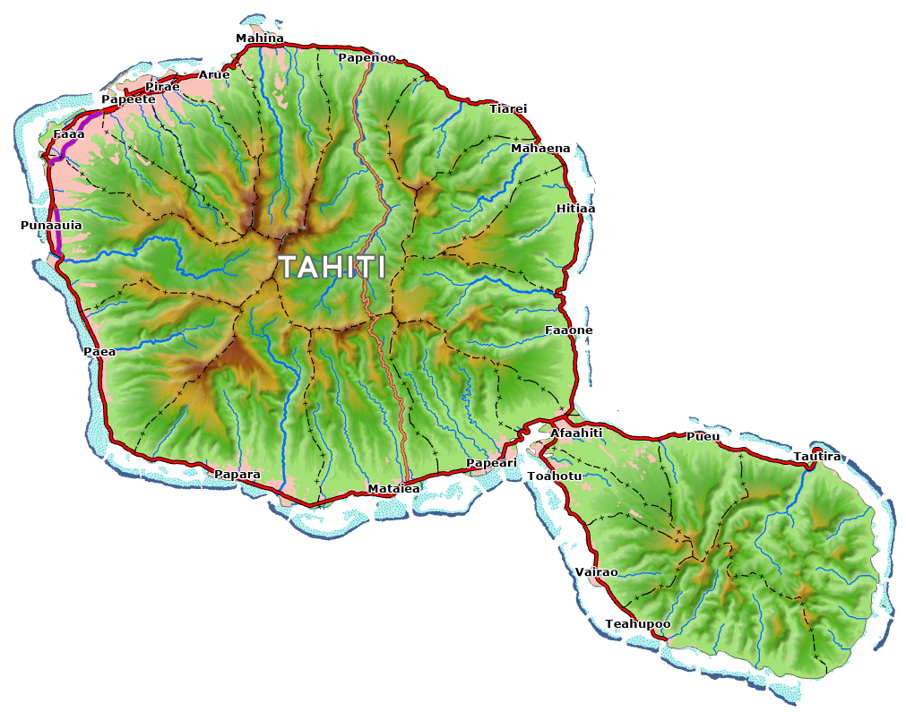 Mahina
Papenoo
Arue
Pirae
Papeete
Tiarei
Faaa
Mahaena
Hitiaa
Punaauia
TAHITI
Faaone
Paea
Afaahiti
Pueu
Tautira
Papeari
Papara
Toahotu
Mataiea
Vairao
Teahupoo